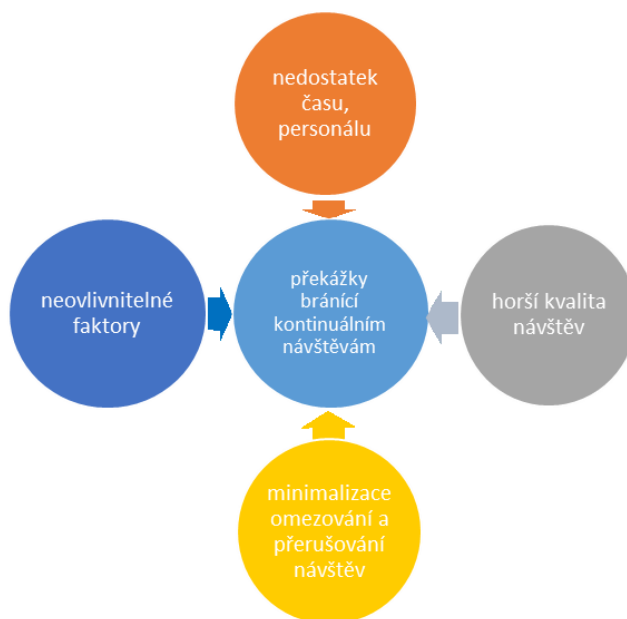 nedostatek
času,
personálu
neovlivnitelné
faktory
překážky
bránící
kontinuálním
návštěvám
horší kvalita
návštěv
minimalizace
omezování a
přerušování
návštěv